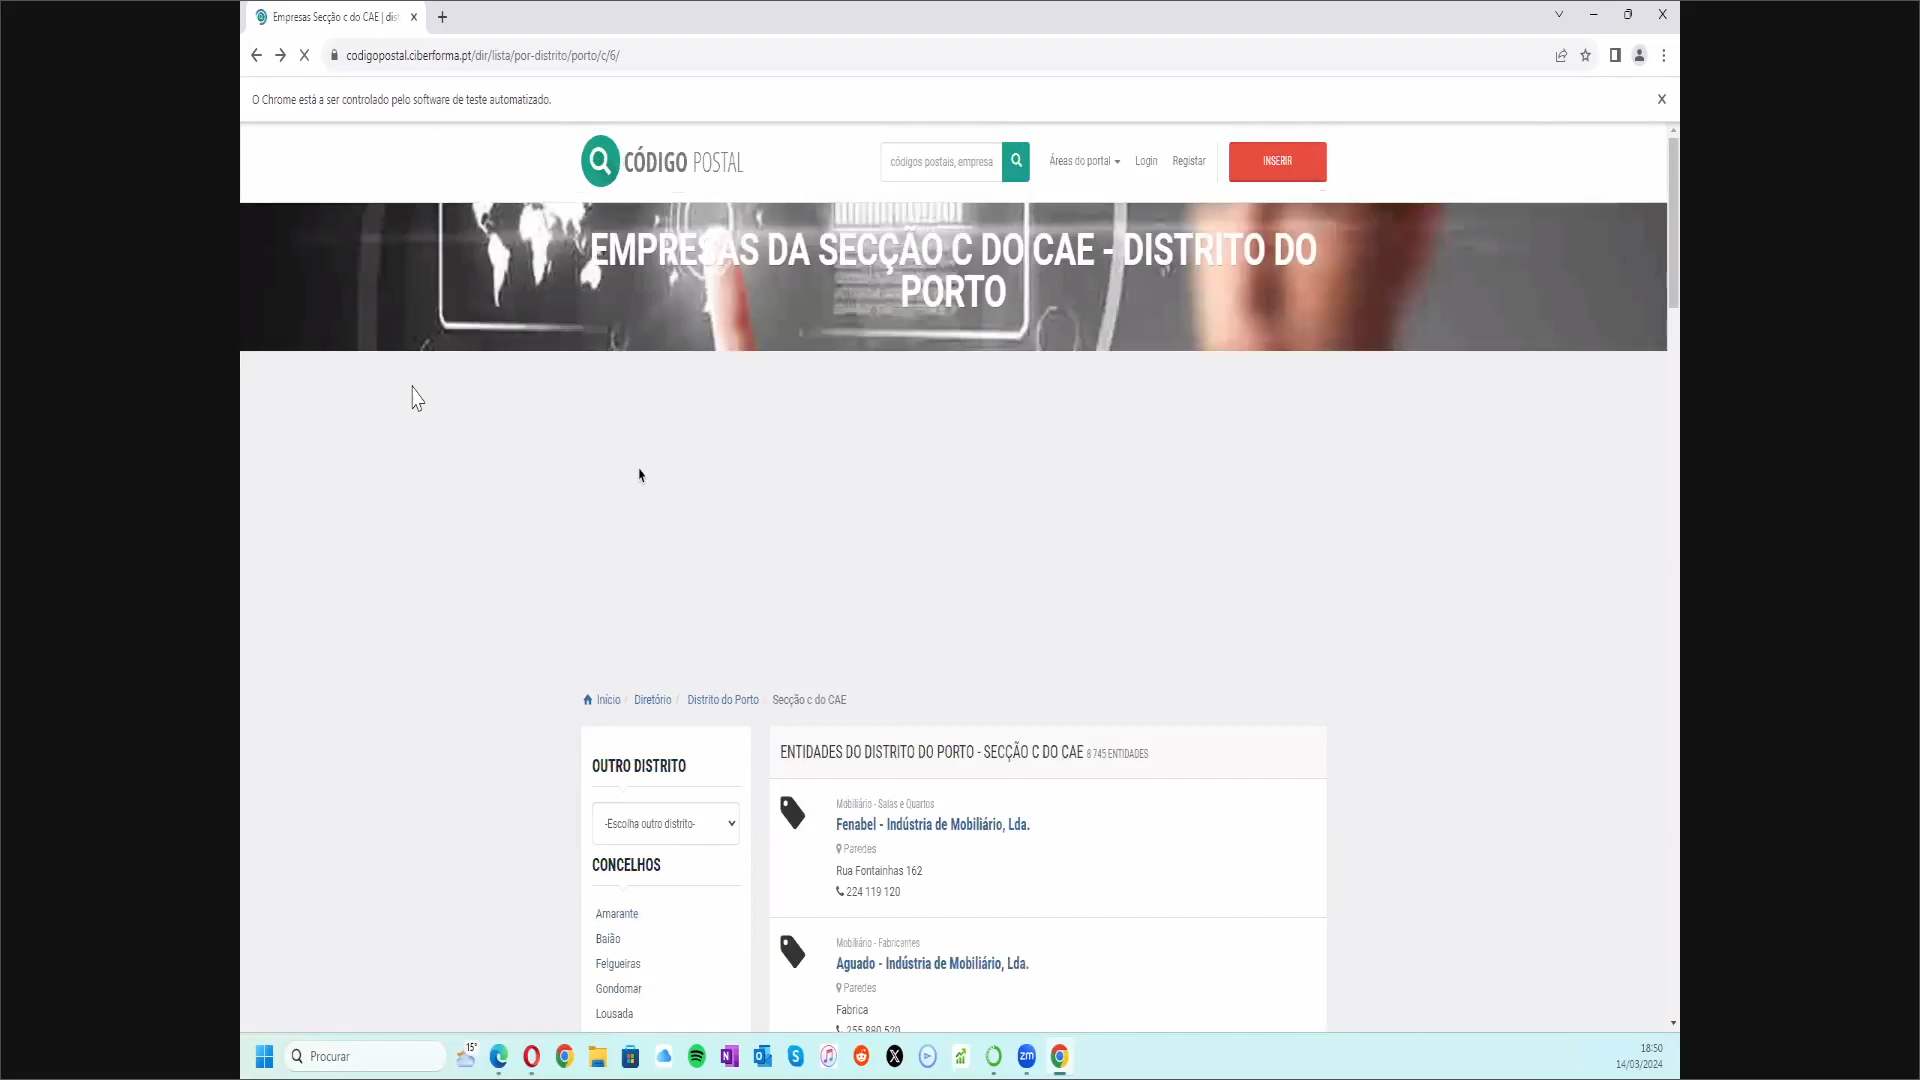 Empresas Secção c do CAE | dis
codigopostal.ciberforma.pt/dir/lista/por-distrito/porto/c/6/
O Chrome está a ser controlado pelo software de teste automatizado.
CÓDIGO POSTAL
códigos postais, empresa
Áreas do portal
Login
Registar
INSERIR
EMPRESAS DA SECÇÃO C DO CAE - DISTRITO DO
PORTO
Início / Diretório / Distrito do Porto Secção c do CAE
OUTRO DISTRITO
-Escolha outro distrito-
CONCELHOS
Amarante
Baião
Felgueiras
Gondomar
Lousada
ENTIDADES DO DISTRITO DO PORTO - SECÇÃO C DO CAE 8 745 ENTIDADES
Mobiliário - Salas e Quartos
Fenabel - Indústria de Mobiliário, Lda.
Paredes
Rua Fontainhas 162
224 119 120
Mobiliário - Fabricantes
Aguado - Indústria de Mobiliário, Lda.
Paredes
Fabrica
255 880 520
Procurar
15°
zm
18:50
14/03/2024